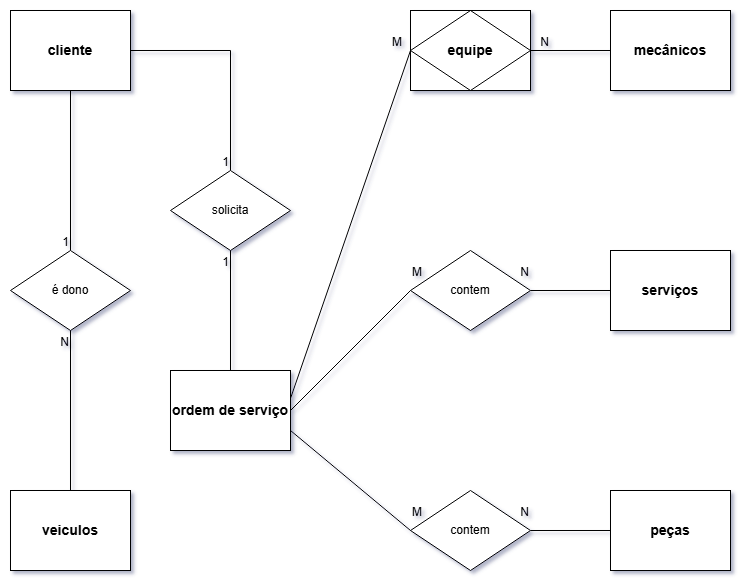 cliente
M
equipe
N
mecânicos
1
solicita
1
1
é dono
N
M
contem
N
serviços
ordem de serviço
veiculos
M
contem
N
peças